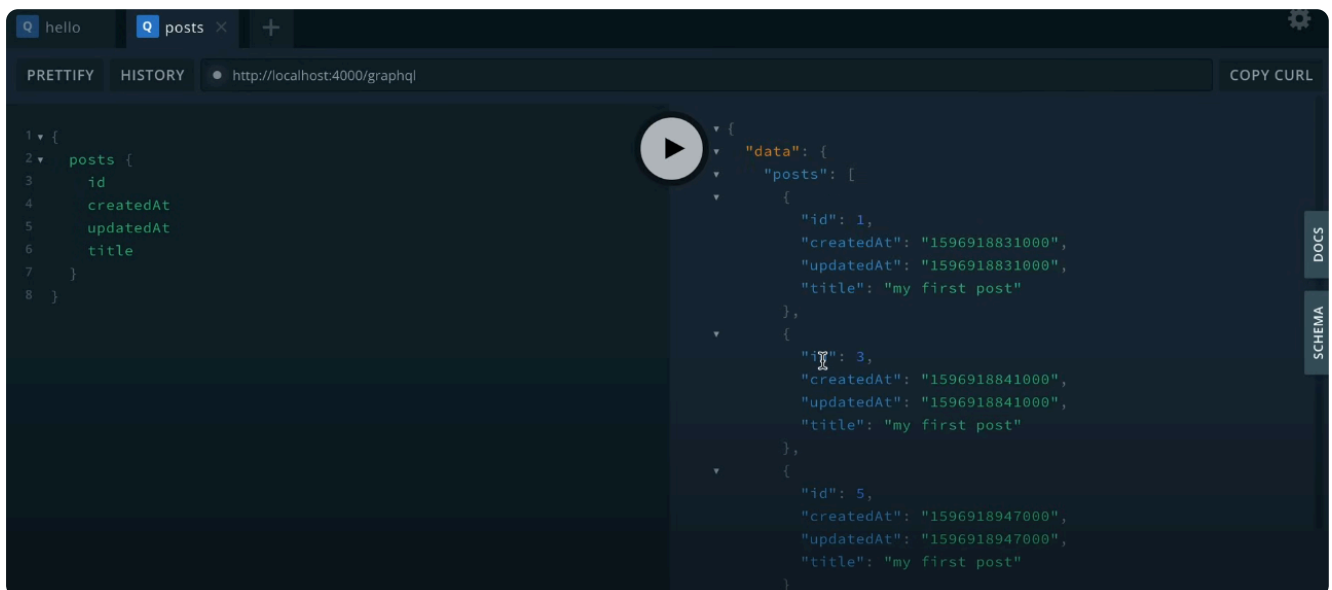 hello posts
PRETTIFY HISTORY http://localhost:4000/graphql COPY CURL
1 {
2 posts {
3 id
4 createdAt
5 updatedAt
6 title
7 }
8 }
{
"data": {
"posts": [
{
"id": 1,
"createdAt": "1596918831000",
"updatedAt": "1596918831000",
"title": "my first post"
},
{
"id": 3,
"createdAt": "1596918841000",
"updatedAt": "1596918841000",
"title": "my first post"
},
{
"id": 5,
"createdAt": "1596918947000",
"updatedAt": "1596918947000",
"title": "my first post"
}
DOCS
SCHEMA